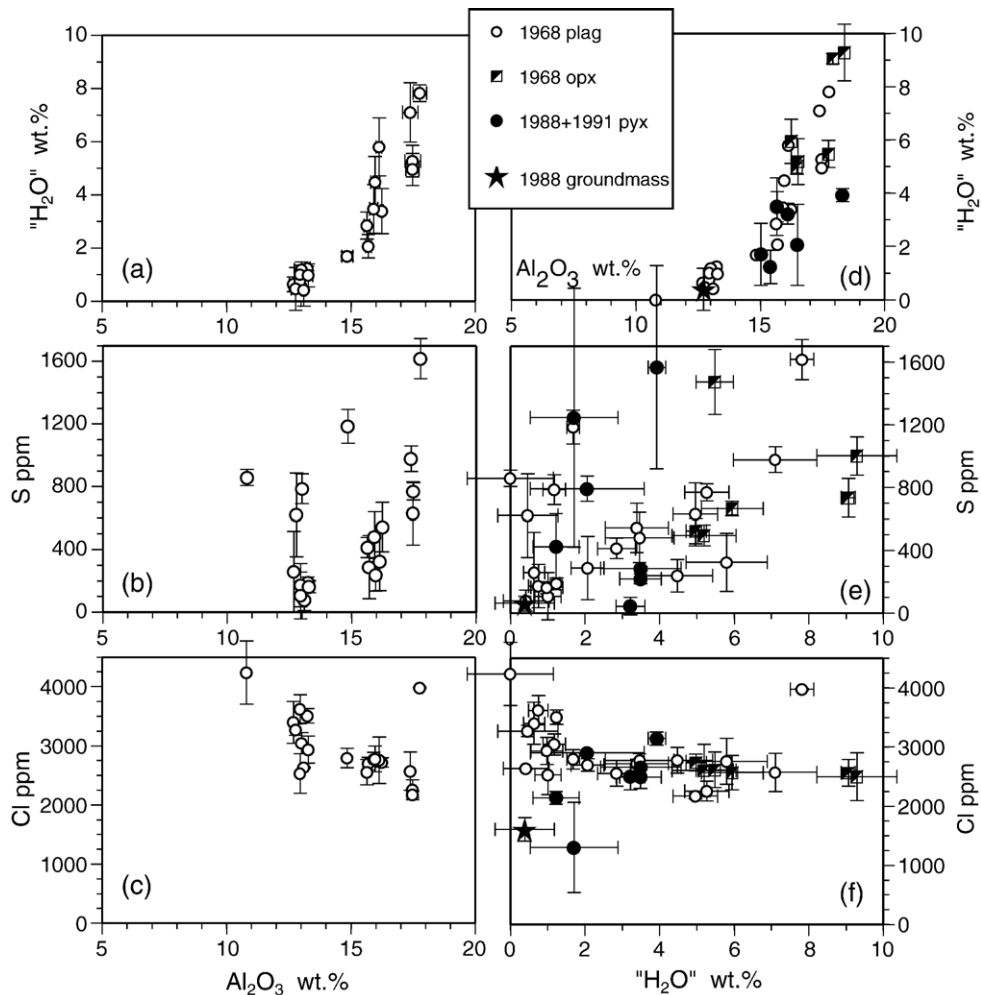 1968 plag
1968 opx
1988+1991 pyx
1988 groundmass
10
8
6
4
2
0
"H₂O" wt.%
(a)
5 10 15 20
10
8
6
4
2
0
"H₂O" wt.%
Al₂O₃ wt.%
(d)
5 10 15 20
1600
1200
800
400
0
S ppm
(b)
5 10 15 20
1600
1200
800
400
0
S ppm
(e)
0 2 4 6 8 10
4000
3000
2000
1000
0
Cl ppm
(c)
5 10 15 20
Al₂O₃ wt.%
4000
3000
2000
1000
0
Cl ppm
(f)
0 2 4 6 8 10
"H₂O" wt.%